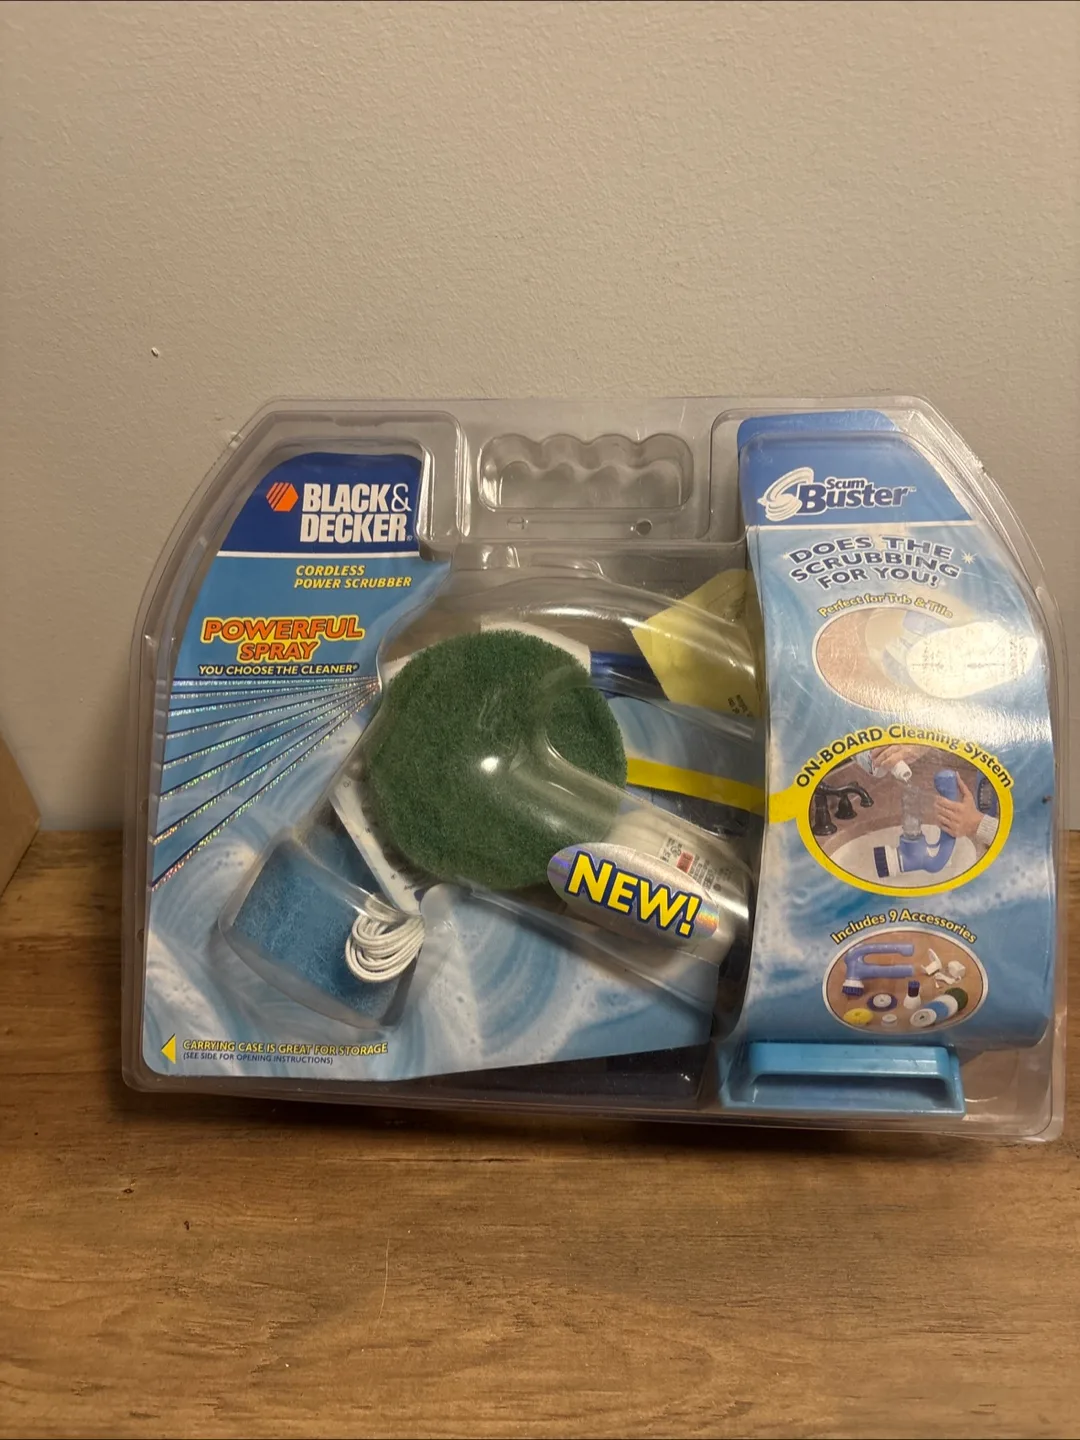 BLACK&
DECKER®
CORDLESS
POWER SCRUBBER
POWERFUL
SPRAY
YOU CHOOSE THE CLEANER*
NEW!
CARRYING CASE IS GREAT FOR STORAGE
(SEE SIDE FOR OPENING INSTRUCTIONS)
Scum
Buster™
DOES THE
SCRUBBING
FOR YOU!
Perfect for Tub & Tile
ON-BOARD Cleaning System
Includes 9 Accessories